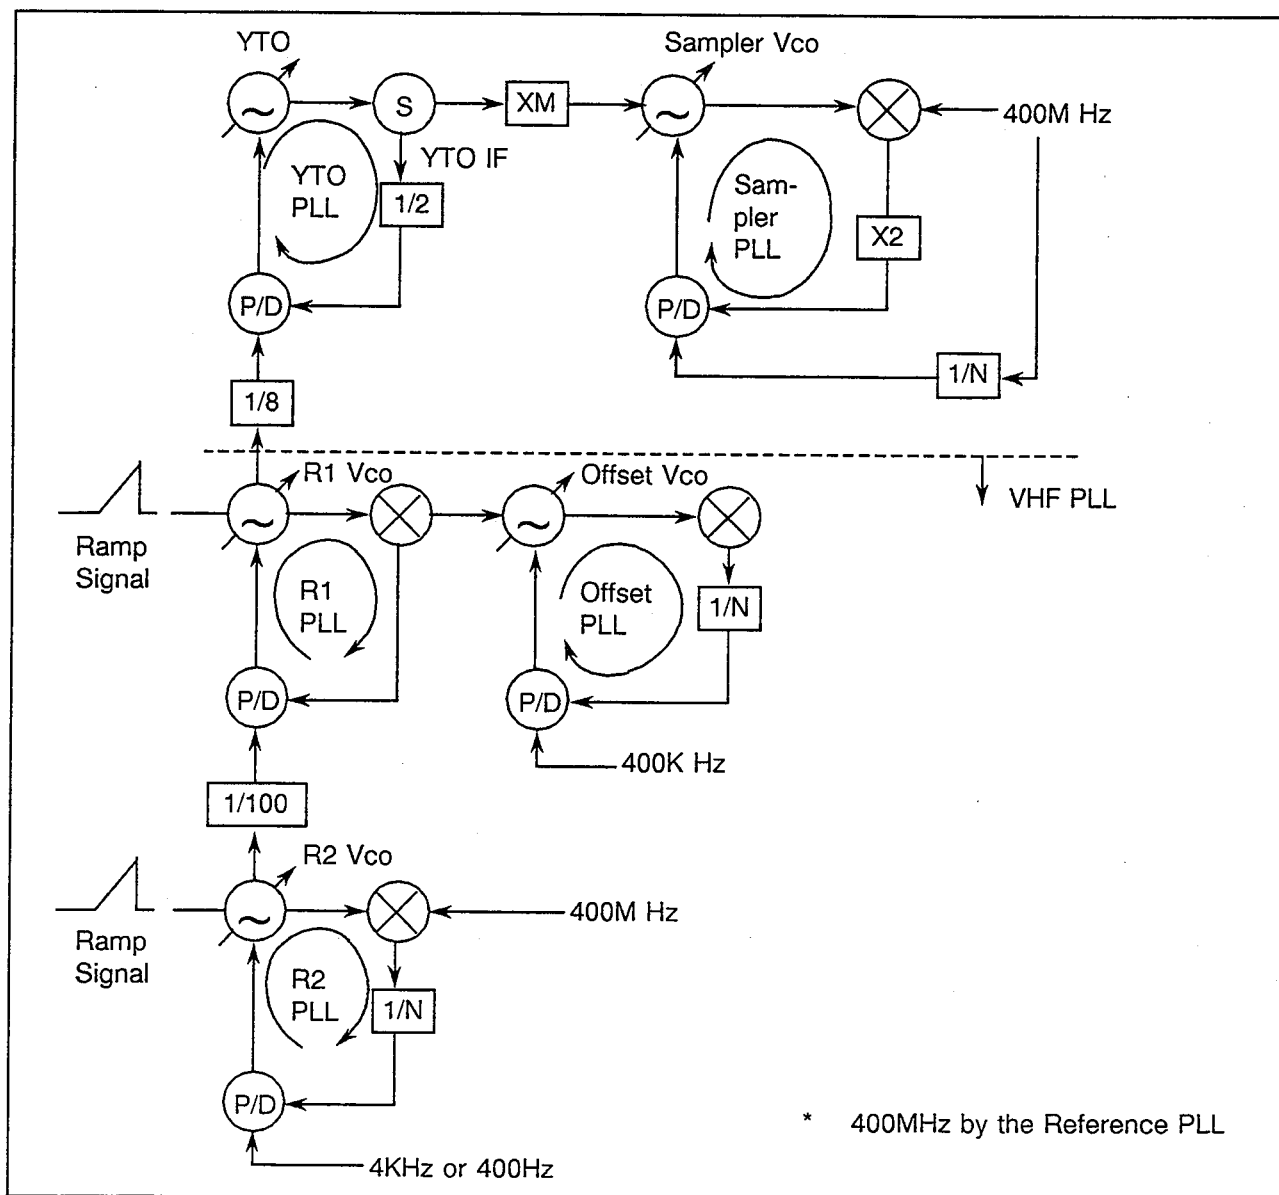 YTO
Sampler Vco
~
S
XM
~
400M Hz
YTO IF
YTO
PLL
1/2
Sam-
pler
PLL
X2
P/D
P/D
1/N
1/8
R1 Vco
Offset Vco
VHF PLL
~
~
Ramp
Signal
R1
PLL
Offset
PLL
1/N
P/D
P/D
400K Hz
1/100
R2 Vco
~
400M Hz
Ramp
Signal
R2
PLL
1/N
P/D
* 400MHz by the Reference PLL
4KHz or 400Hz